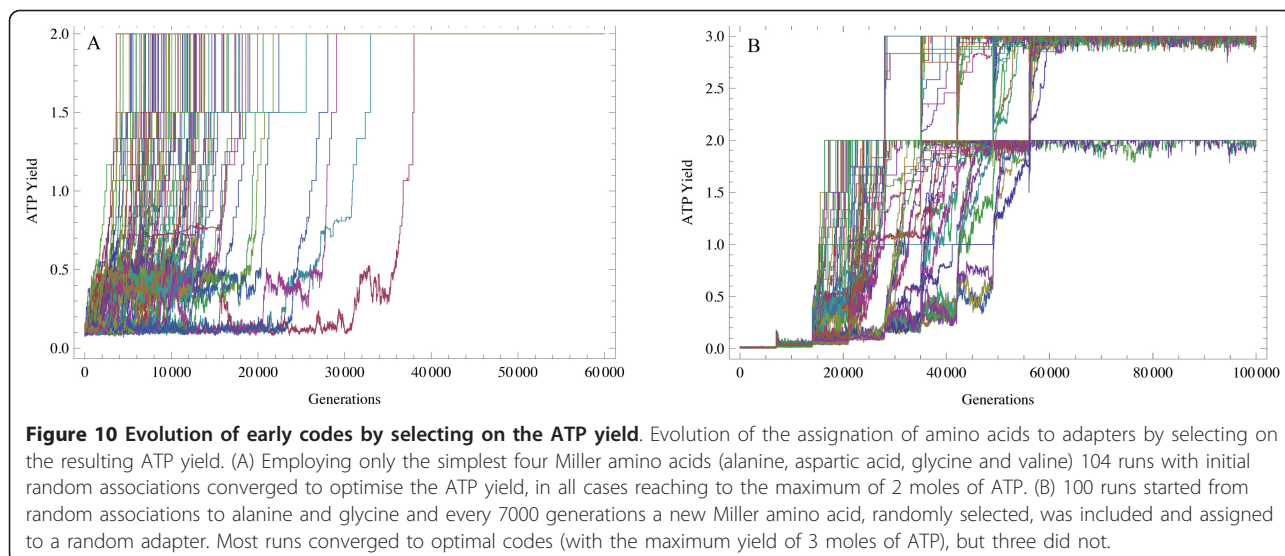 A
2.0
1.5
1.0
0.5
0.0
ATP Yield
0
10 000
20 000
30 000
40 000
50 000
60 000
Generations
B
3.0
2.5
2.0
1.5
1.0
0.5
0.0
ATP Yield
0
20 000
40 000
60 000
80 000
100 000
Generations
Figure 10 Evolution of early codes by selecting on the ATP yield. Evolution of the assignation of amino acids to adapters by selecting on
the resulting ATP yield. (A) Employing only the simplest four Miller amino acids (alanine, aspartic acid, glycine and valine) 104 runs with initial
random associations converged to optimise the ATP yield, in all cases reaching to the maximum of 2 moles of ATP. (B) 100 runs started from
random associations to alanine and glycine and every 7000 generations a new Miller amino acid, randomly selected, was included and assigned
to a random adapter. Most runs converged to optimal codes (with the maximum yield of 3 moles of ATP), but three did not.